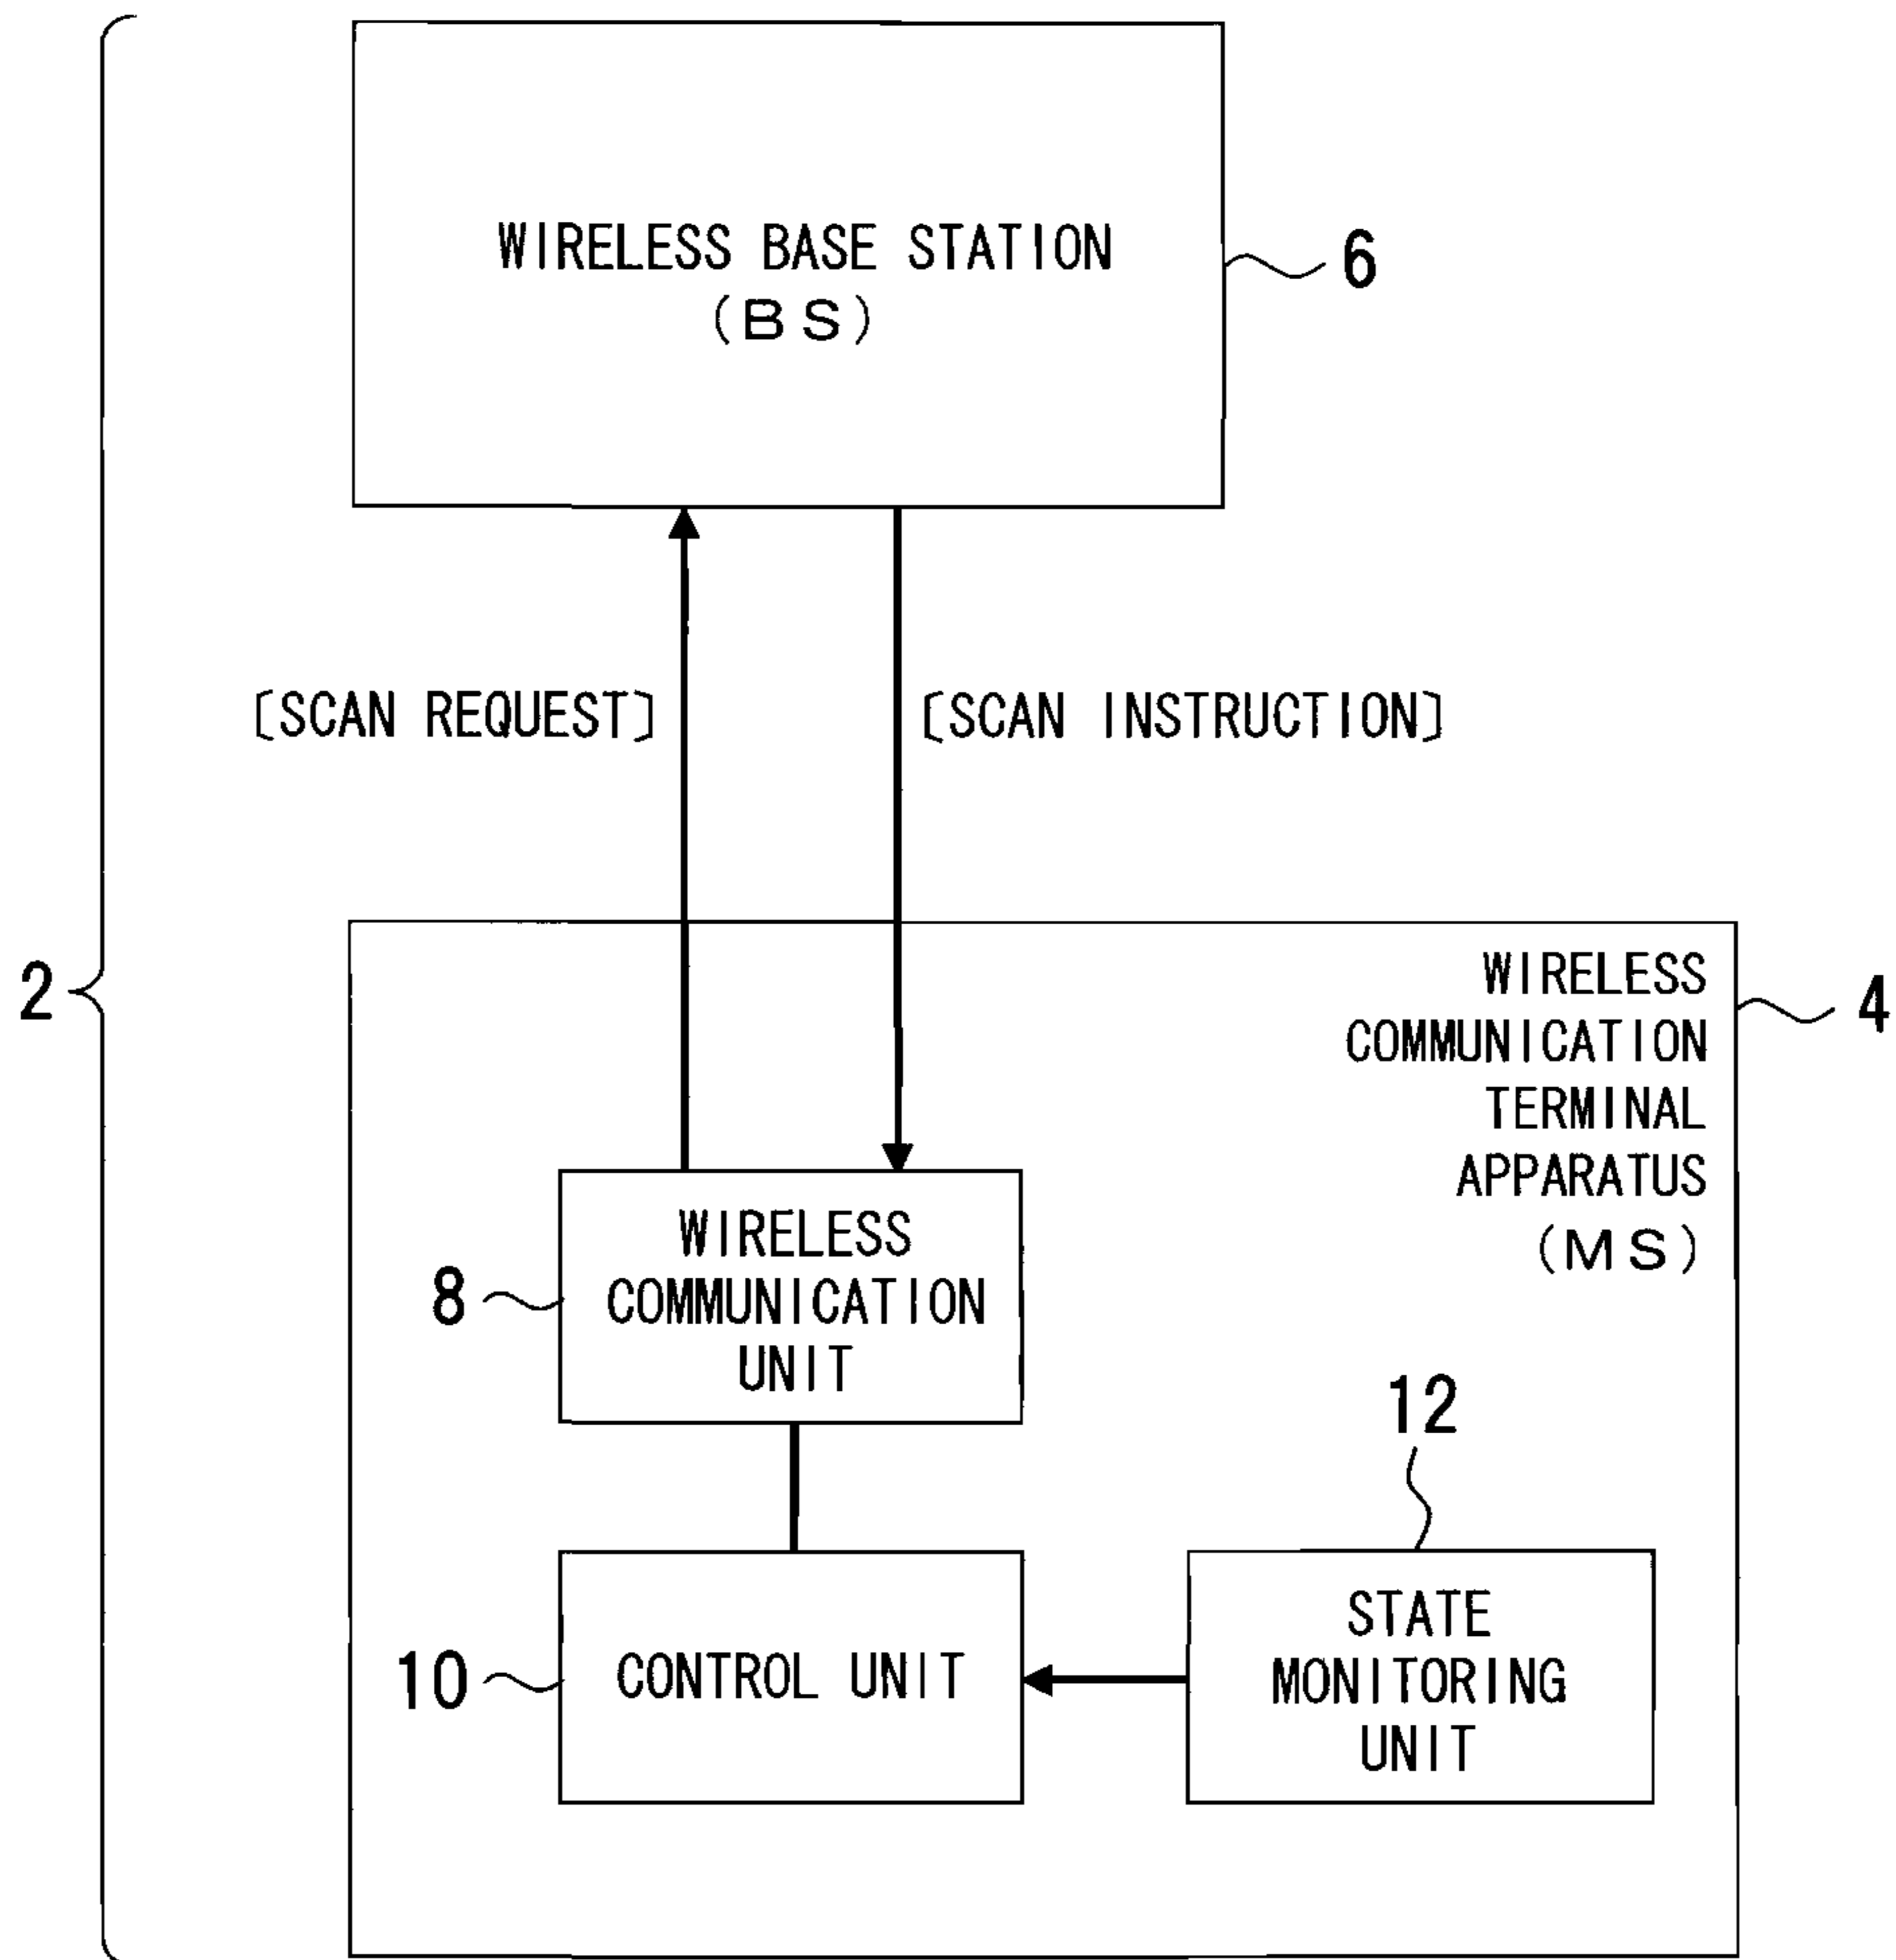 WIRELESS BASE STATION
(BS)
6
[SCAN REQUEST]
[SCAN INSTRUCTION]
2
WIRELESS
COMMUNICATION
TERMINAL
APPARATUS
(MS)
4
WIRELESS
COMMUNICATION
UNIT
8
12
CONTROL UNIT
10
STATE
MONITORING
UNIT